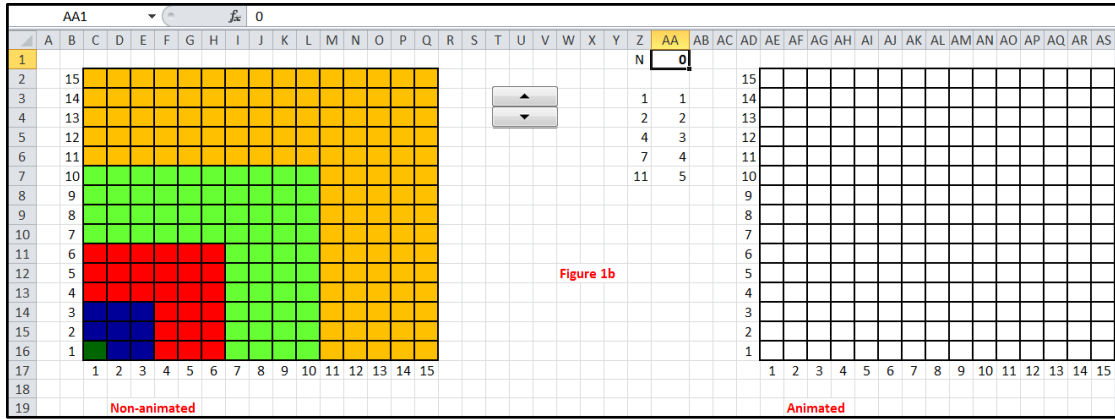 AA1 fx 0
A B C D E F G H I J K L M N O P Q R S T U V W X Y Z AA AB AC AD AE AF AG AH AI AJ AK AL AM AN AO AP AQ AR AS
1 N 0
2 15 15
3 14 1 1 14
4 13 2 2 13
5 12 4 3 12
6 11 7 4 11
7 10 11 5 10
8 9 9
9 8 8
10 7 7
11 6 6
12 5 Figure 1b 5
13 4 4
14 3 3
15 2 2
16 1 1
17 1 2 3 4 5 6 7 8 9 10 11 12 13 14 15 1 2 3 4 5 6 7 8 9 10 11 12 13 14 15
18
19 Non-animated Animated